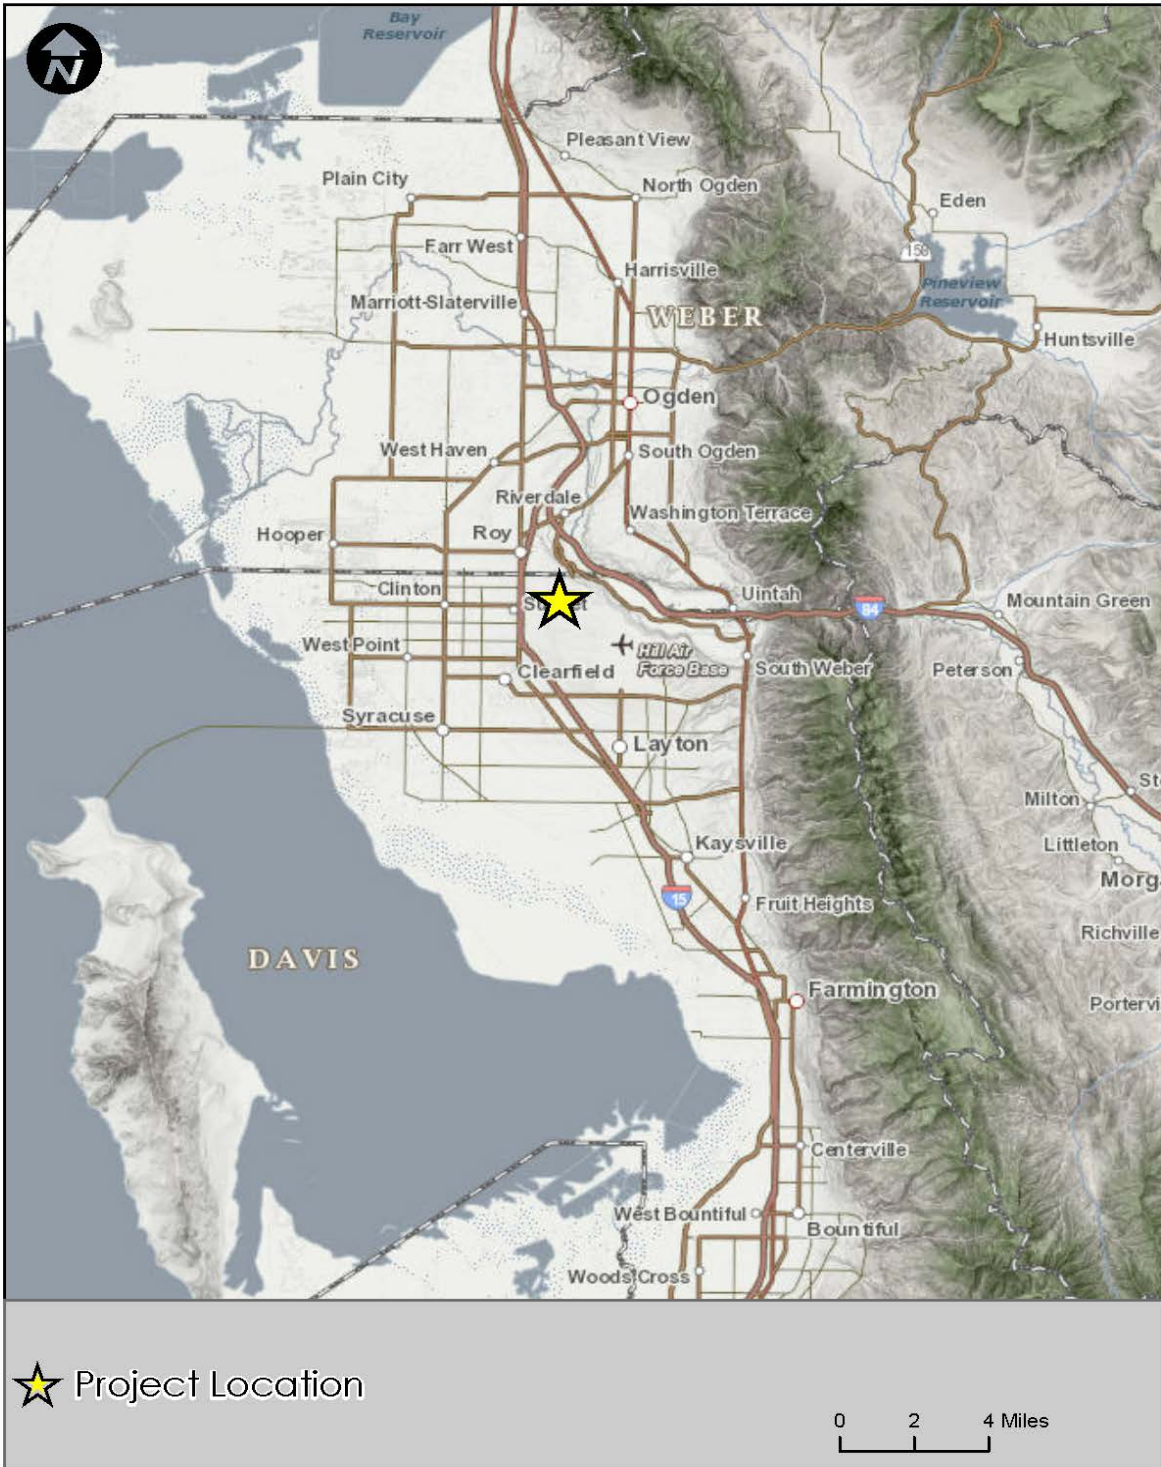 Bay
Reservoir
N
Pleasant View
Plain City
North Ogden
Eden
Farr West
158
Harrisville
Pineview
Reservoir
Marriott-Slaterville
WEBER
Huntsville
Ogden
West Haven
South Ogden
Riverdale
Washington Terrace
Hooper
Roy
Clinton
Uintah
84
Mountain Green
West Point
Hill Air
Force Base
South Weber
Peterson
Clearfield
Syracuse
Layton
Milton
Kaysville
Littleton
Morg
15
Fruit Heights
Richville
DAVIS
Farmington
Portervi
Centerville
West Bountiful
Bountiful
Woods Cross
Project Location
0 2 4 Miles